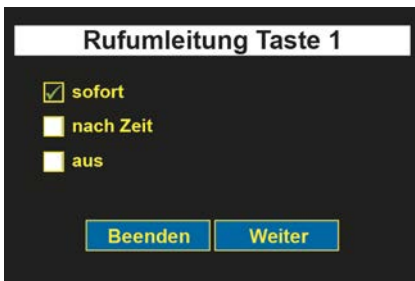 Rufumleitung Taste 1
sofort
nach Zeit
aus
Beenden Weiter